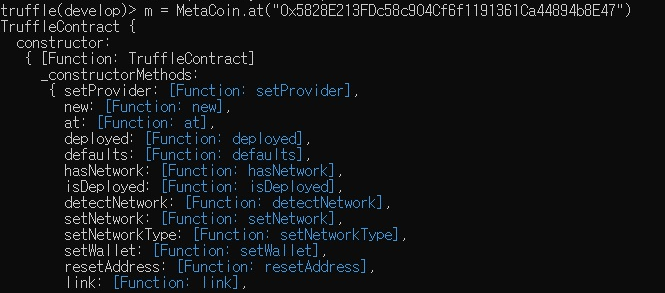 truffle(develop)> m = MetaCoin.at("0x5828E213FDc58c904Cf6f1191361Ca44894b8E47")
TruffleContract {
constructor:
{ [Function: TruffleContract]
_constructorMethods:
{ setProvider: [Function: setProvider],
new: [Function: new],
at: [Function: at],
deployed: [Function: deployed],
defaults: [Function: defaults],
hasNetwork: [Function: hasNetwork],
isDeployed: [Function: isDeployed],
detectNetwork: [Function: detectNetwork],
setNetwork: [Function: setNetwork],
setNetworkType: [Function: setNetworkType],
setWallet: [Function: setWallet],
resetAddress: [Function: resetAddress],
link: [Function: link],